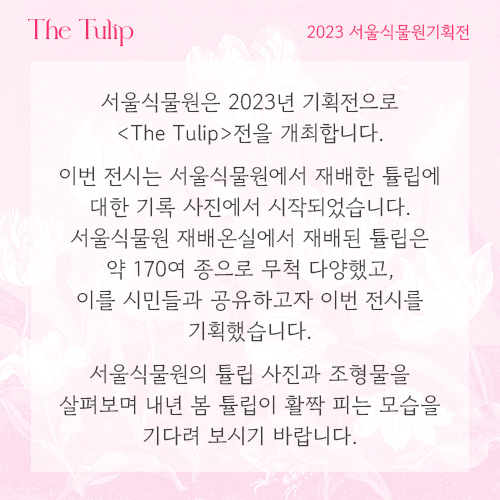 The Tulip
2023 서울식물원기획전
서울식물원은 2023년 기획전으로
<The Tulip>전을 개최합니다.
이번 전시는 서울식물원에서 재배한 튤립에
대한 기록 사진에서 시작되었습니다.
서울식물원 재배온실에서 재배된 튤립은
약 170여 종으로 무척 다양했고,
이를 시민들과 공유하고자 이번 전시를
기획했습니다.
서울식물원의 튤립 사진과 조형물을
살펴보며 내년 봄 튤립이 활짝 피는 모습을
기다려 보시기 바랍니다.